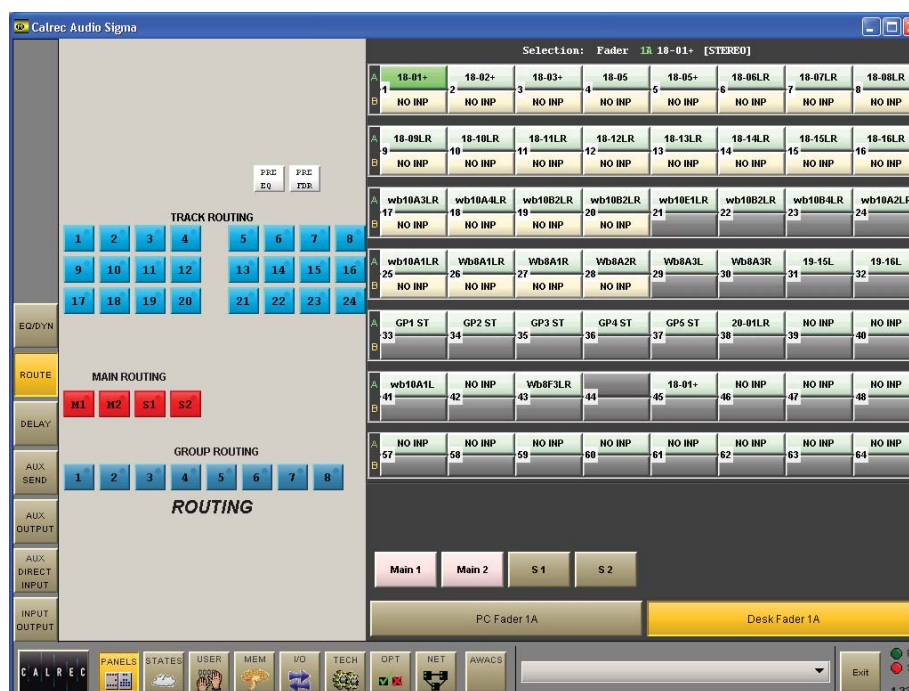 Calrec Audio Sigma
Selection: Fader 1A 18-01+ [STEREO]
A 18-01+ 18-02+ 18-03+ 18-05 18-05+ 18-06LR 18-07LR 18-08LR
1 2 3 4 5 6 7 8
B NO INP NO INP NO INP NO INP NO INP NO INP NO INP NO INP
A 18-09LR 18-10LR 18-11LR 18-12LR 18-13LR 18-14LR 18-15LR 18-16LR
9 10 11 12 13 14 15 16
B NO INP NO INP NO INP NO INP NO INP NO INP NO INP NO INP
PRE EQ PRE FDR
A wb10A3LR wb10A4LR wb10B2LR wb10B2LR wb10E1LR wb10B2LR wb10B4LR wb10A2LR
17 18 19 20 21 22 23 24
B NO INP NO INP NO INP NO INP
TRACK ROUTING
1 2 3 4 5 6 7 8
9 10 11 12 13 14 15 16
17 18 19 20 21 22 23 24
A wb10A1LR Wb8A1LR Wb8A1R Wb8A2R Wb8A3L Wb8A3R 19-15L 19-16L
25 26 27 28 29 30 31 32
B NO INP NO INP NO INP NO INP
A GP1 ST GP2 ST GP3 ST GP4 ST GP5 ST 20-01LR NO INP NO INP
33 34 35 36 37 38 39 40
B
A wb10A1L NO INP Wb8F3LR 18-01+ NO INP NO INP NO INP
41 42 43 44 45 46 47 48
B
A NO INP NO INP NO INP NO INP NO INP NO INP NO INP NO INP
57 58 59 60 61 62 63 64
B
EQ/DYN
ROUTE
DELAY
AUX SEND
AUX OUTPUT
AUX DIRECT INPUT
INPUT OUTPUT
MAIN ROUTING
M1 M2 S1 S2
GROUP ROUTING
1 2 3 4 5 6 7 8
ROUTING
Main 1 Main 2 S 1 S 2
PC Fader 1A Desk Fader 1A
CALREC PANELS STATES USER MEM I/O TECH OPT NET AWACS Exit